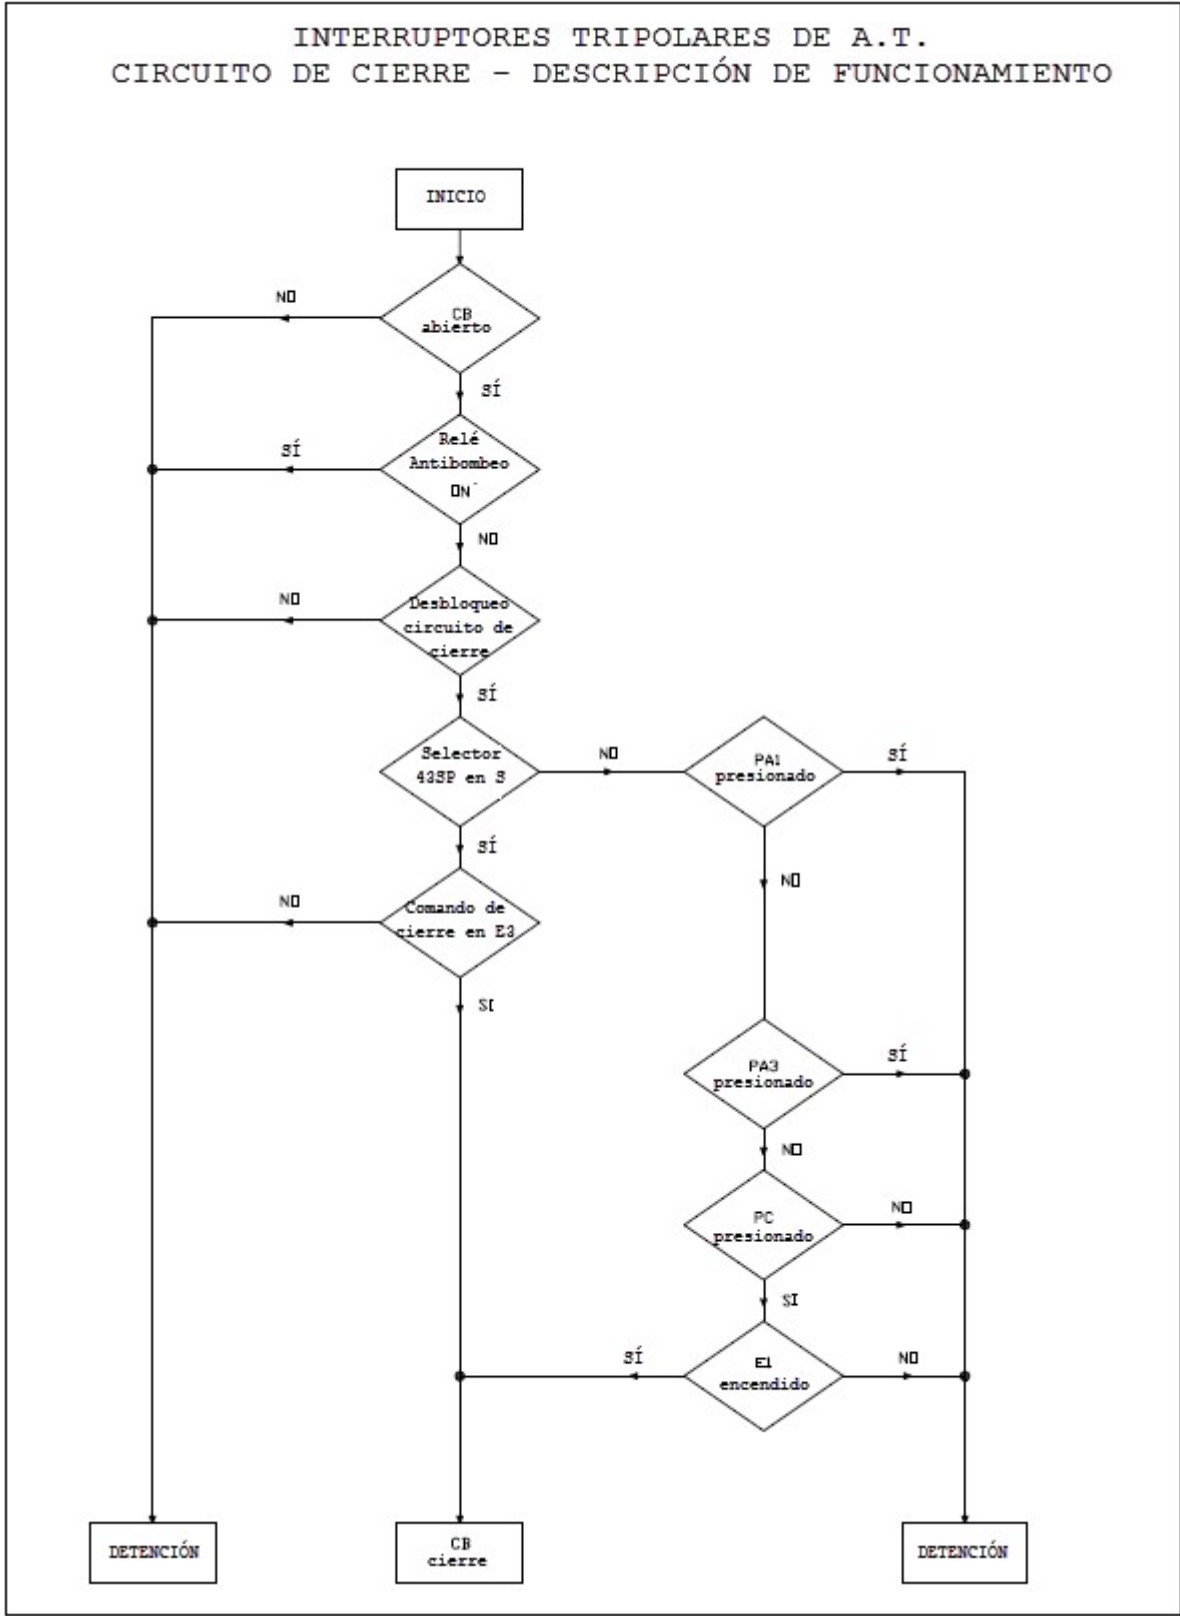 INTERRUPTORES TRIPOLARES DE A.T.
CIRCUITO DE CIERRE - DESCRIPCIÓN DE FUNCIONAMIENTO
INICIO
NO
CB
abierto
SÍ
SÍ
Relé
Antibombeo
ON
NO
NO
Desbloqueo
circuito de
cierre
SÍ
Selector
43SP en S
NO
PA1
presionado
SÍ
SÍ
NO
NO
Comando de
cierre en E3
SI
PA3
presionado
SÍ
NO
PC
presionado
NO
SI
SÍ
E1
encendido
NO
DETENCIÓN
CB
cierre
DETENCIÓN